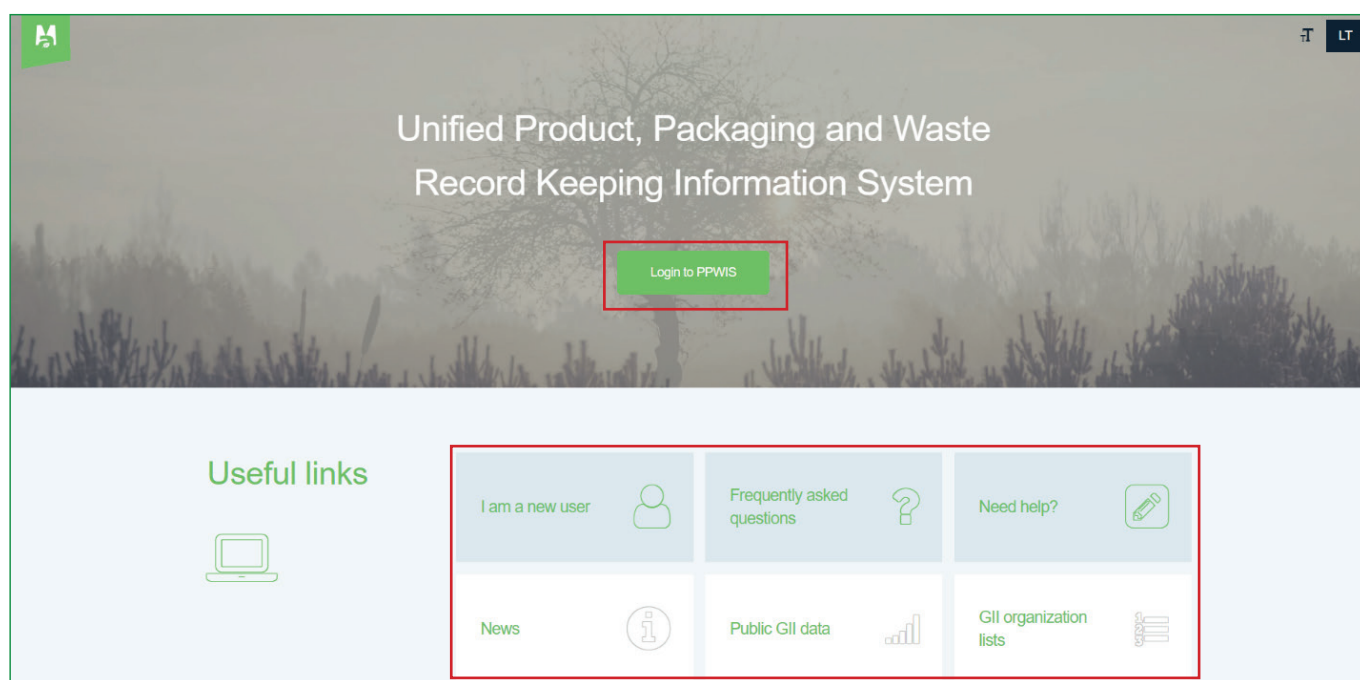 LT
Unified Product, Packaging and Waste
Record Keeping Information System
Login to PPWIS
Useful links
I am a new user
Frequently asked
questions
Need help?
News
Public GII data
GII organization
lists